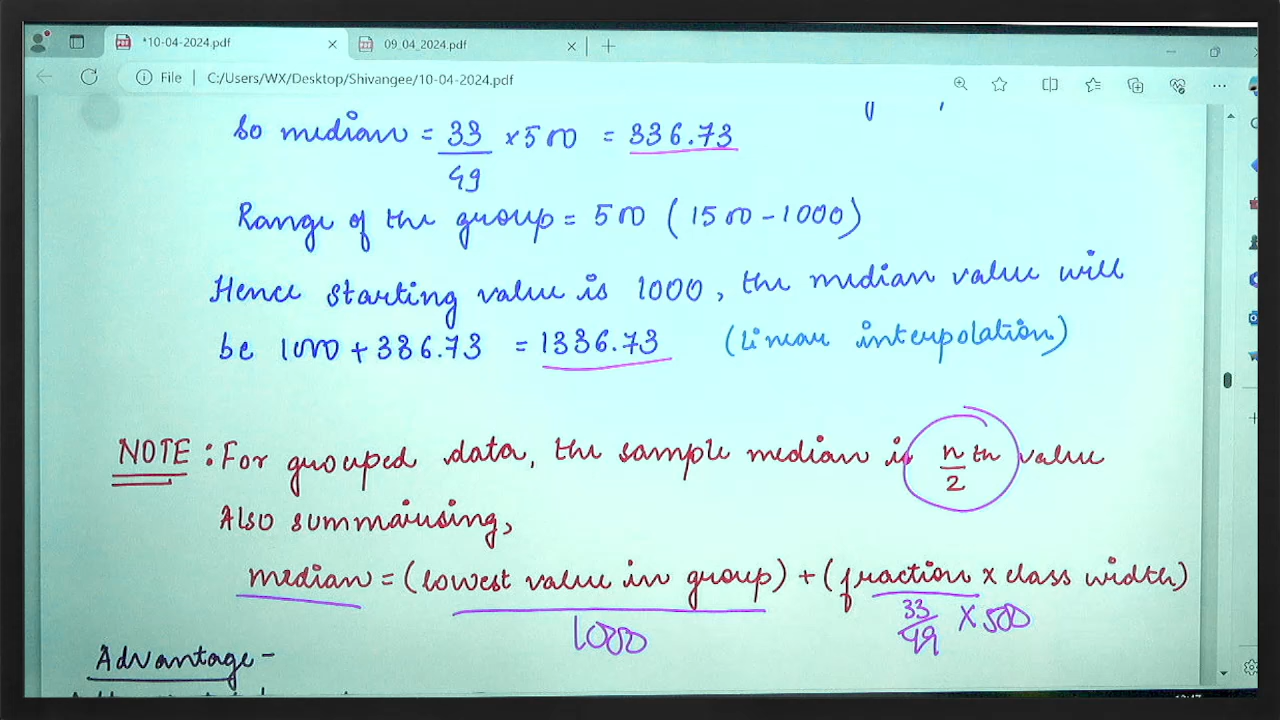 *10-04-2024.pdf
09_04_2024.pdf
File | C:/Users/WX/Desktop/Shivangee/10-04-2024.pdf
So median = 33/49 × 500 = 336.73
Range of the group = 500 (1500 - 1000)
Hence starting value is 1000, the median value will
be 1000 + 336.73 = 1336.73 (linear interpolation)
NOTE : For grouped data, the sample median is n/2 th value
Also summarising,
median = (lowest value in group) + (fraction × class width)
1000 33/49 × 500
Advantage -